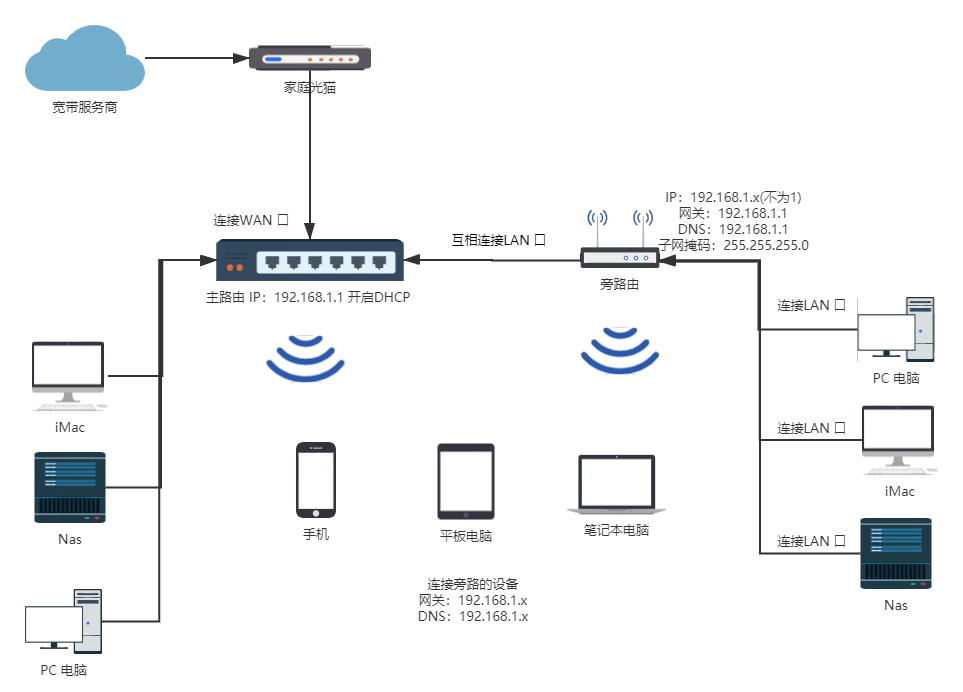 宽带服务商
家庭光猫
连接WAN 口
主路由 IP：192.168.1.1 开启DHCP
互相连接LAN 口
IP：192.168.1.x(不为1)
网关：192.168.1.1
DNS：192.168.1.1
子网掩码：255.255.255.0
旁路由
连接LAN 口
PC 电脑
iMac
连接LAN 口
iMac
Nas
手机
平板电脑
笔记本电脑
连接LAN 口
Nas
连接旁路的设备
网关：192.168.1.x
DNS：192.168.1.x
PC 电脑